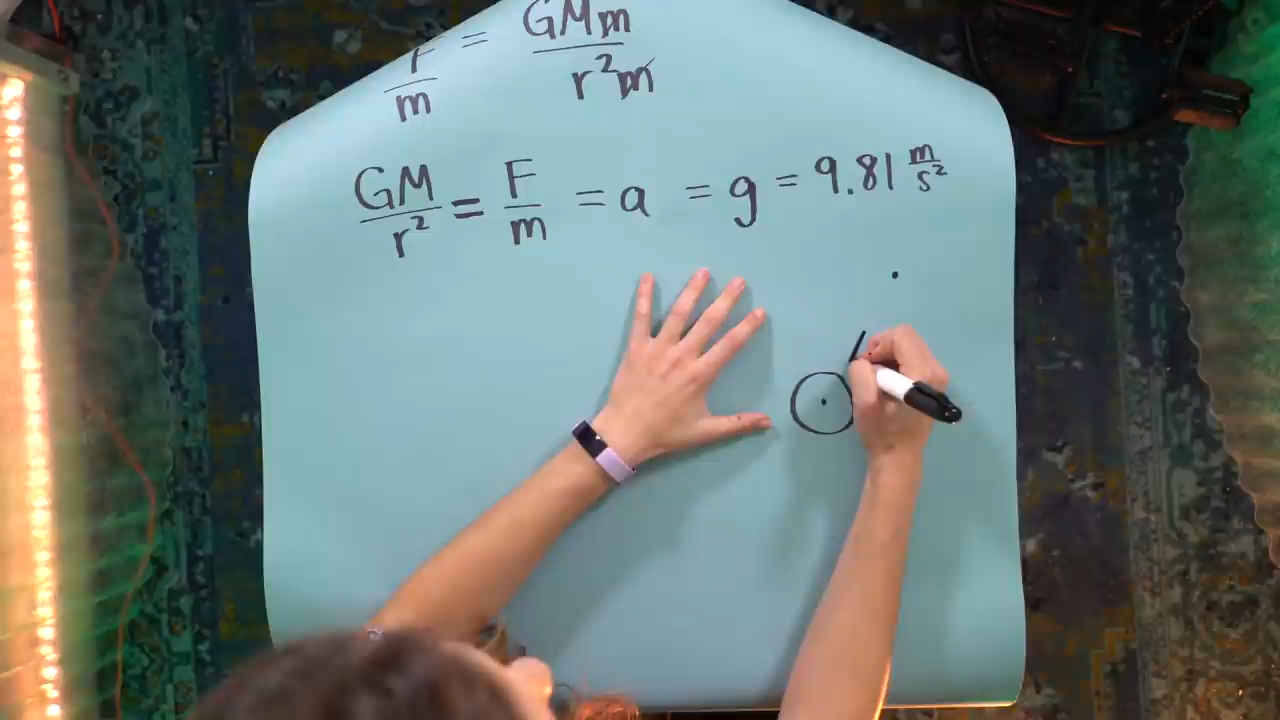 F/m = GMm/r²m
GM/r² = F/m = a = g = 9.81 m/s²